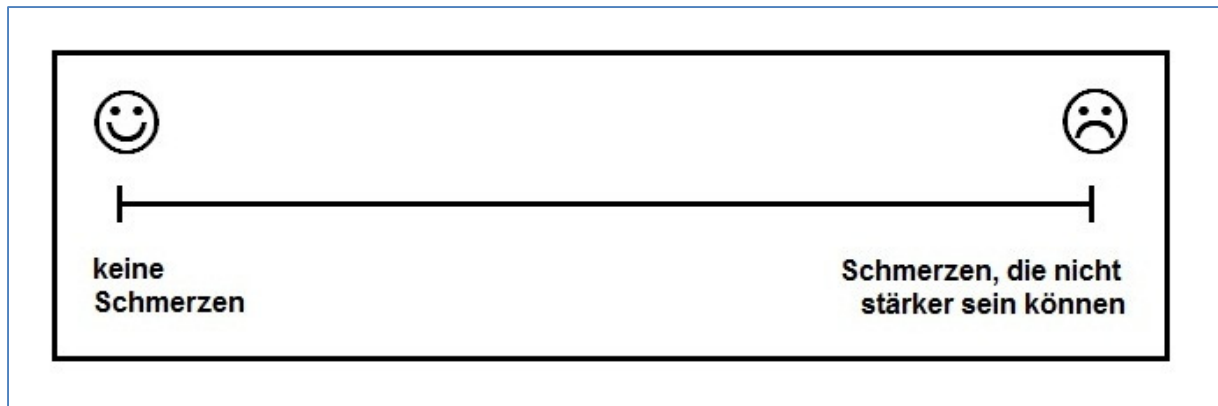 keine
Schmerzen
Schmerzen, die nicht
stärker sein können